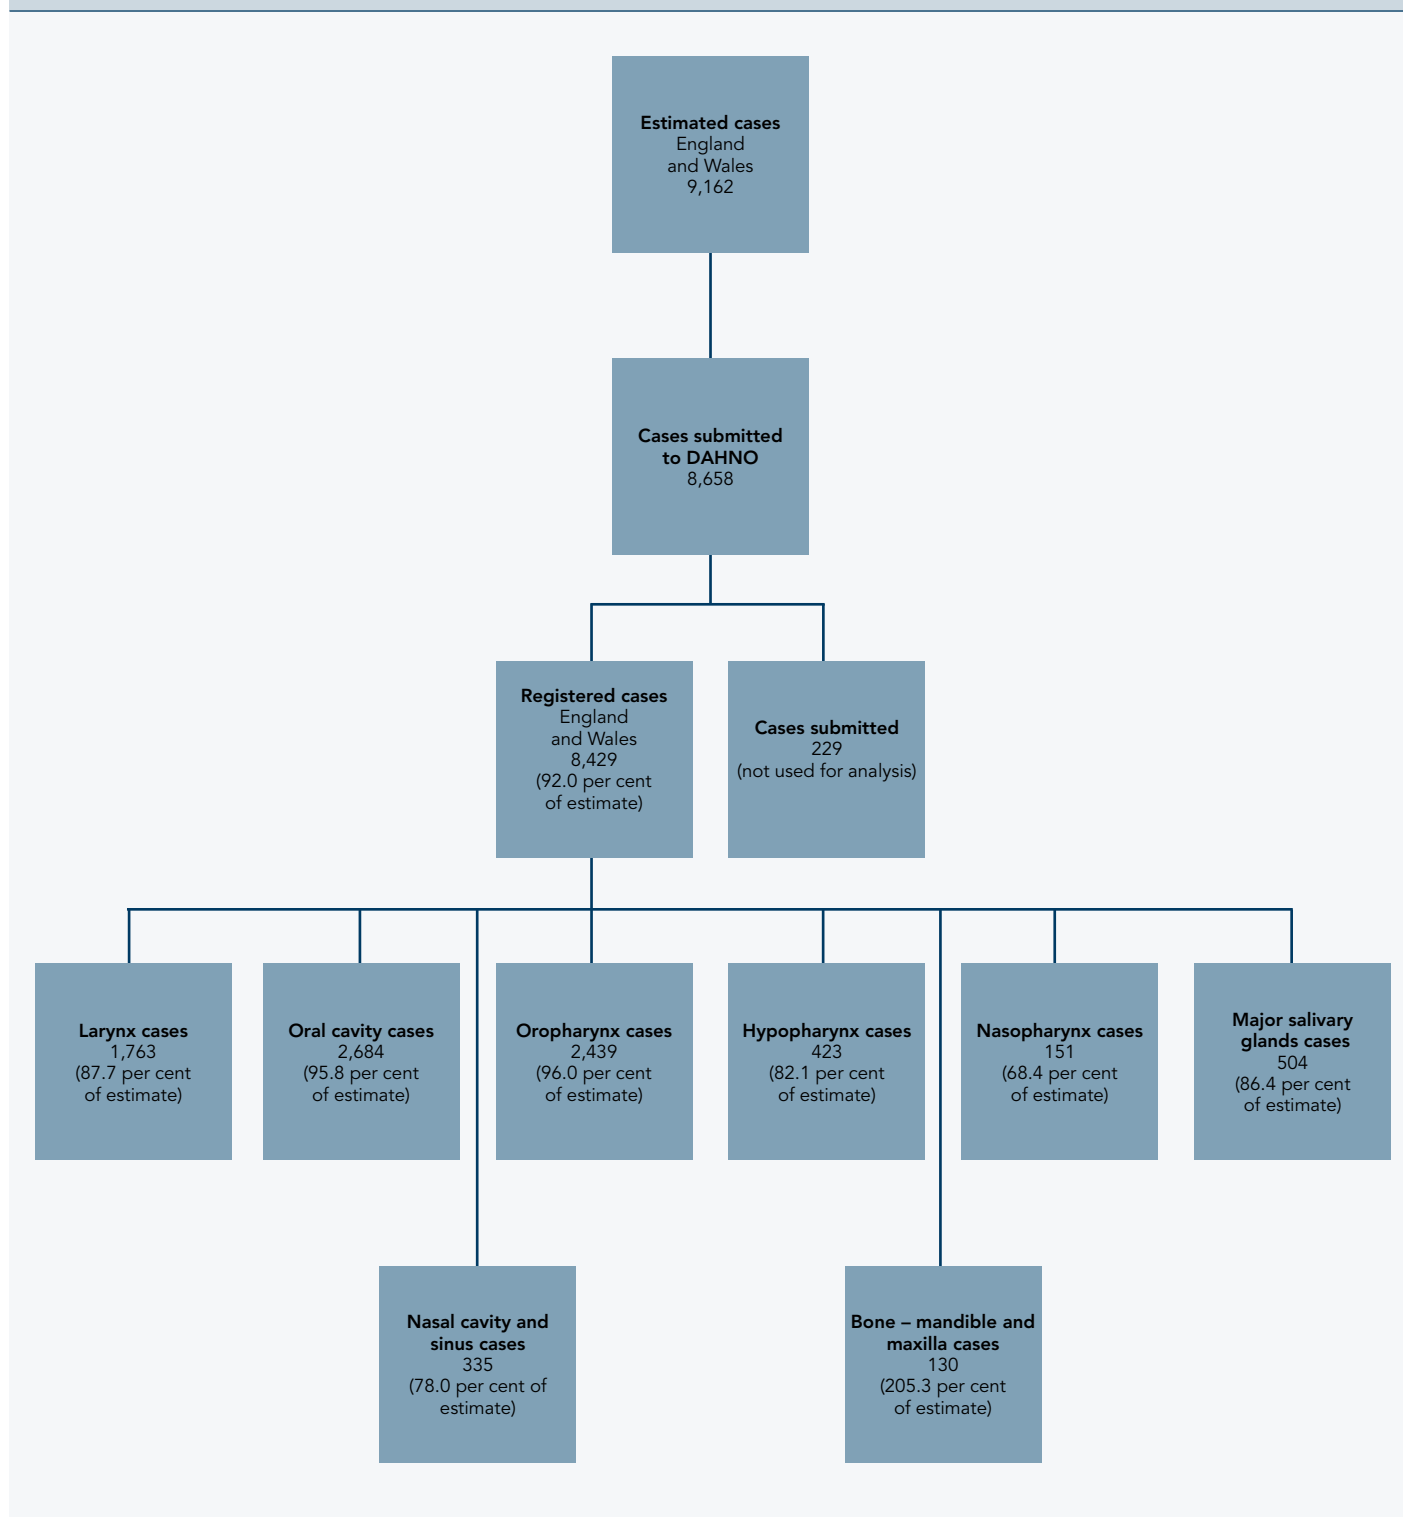 Estimated cases
England
and Wales
9,162
Cases submitted
to DAHNO
8,658
Registered cases
England
and Wales
8,429
(92.0 per cent
of estimate)
Cases submitted
229
(not used for analysis)
Larynx cases
1,763
(87.7 per cent
of estimate)
Oral cavity cases
2,684
(95.8 per cent
of estimate)
Oropharynx cases
2,439
(96.0 per cent
of estimate)
Hypopharynx cases
423
(82.1 per cent
of estimate)
Nasopharynx cases
151
(68.4 per cent
of estimate)
Major salivary
glands cases
504
(86.4 per cent
of estimate)
Nasal cavity and
sinus cases
335
(78.0 per cent of
estimate)
Bone – mandible and
maxilla cases
130
(205.3 per cent
of estimate)